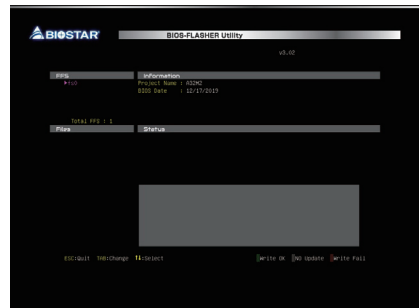 BIOSTAR
BIOS-FLASHER Utility
v3.02
FFS
Information
fs0
Project Name : A32M2
BIOS Date : 12/17/2019
Total FFS : 1
Files
Status
ESC:Quit TAB:Change ↑↓:Select
Write OK NO Update Write Fail